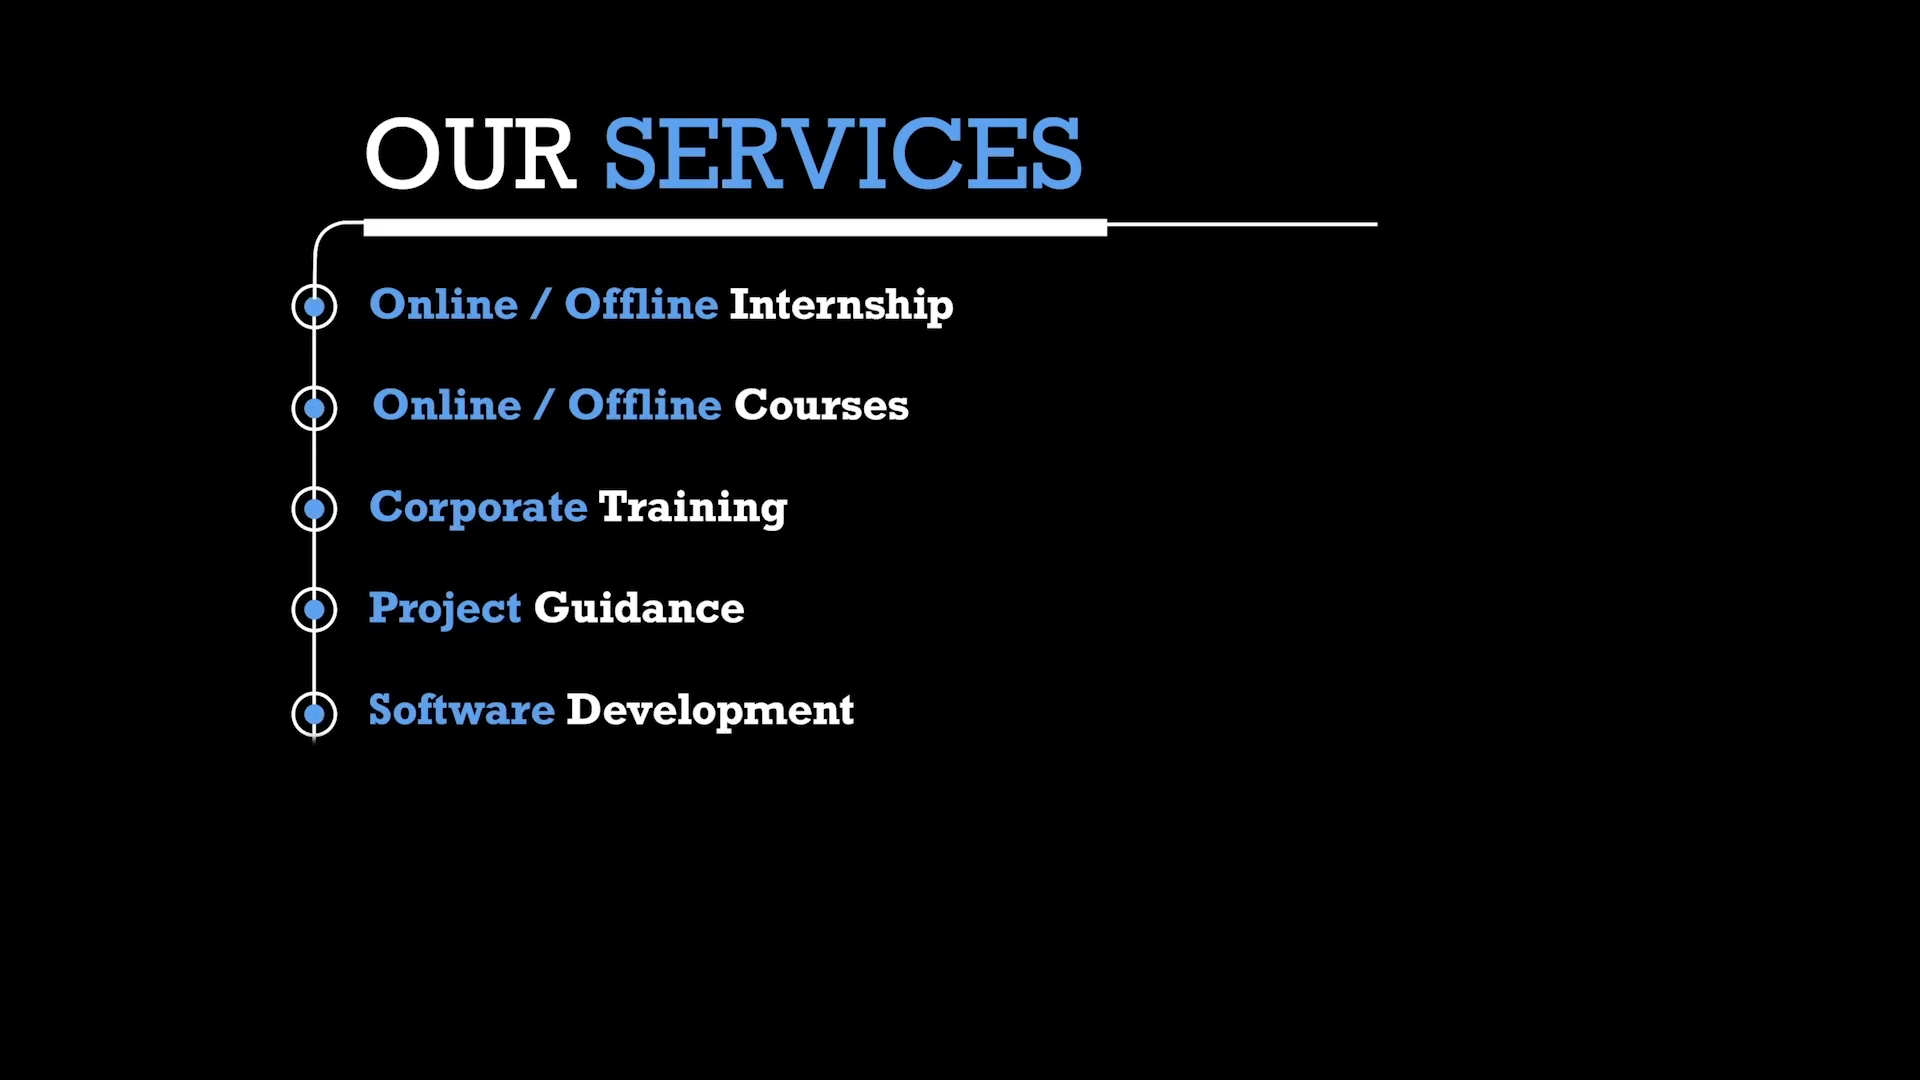 OUR SERVICES
Online / Offline Internship
Online / Offline Courses
Corporate Training
Project Guidance
Software Development